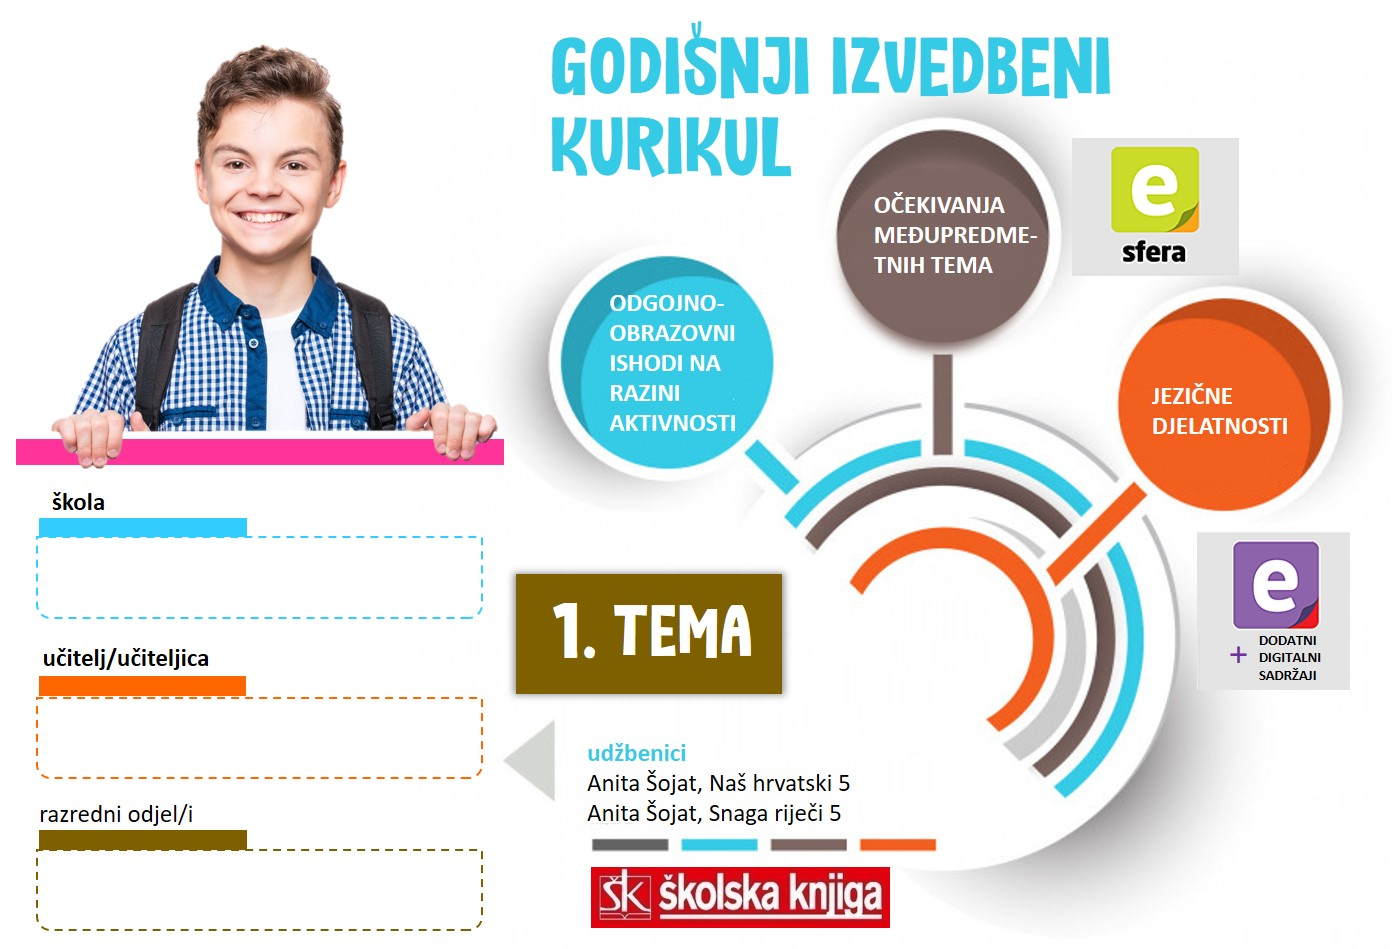 GODIŠNJI IZVEDBENI
KURIKUL
OČEKIVANJA
MEĐUPREDME-
TNIH TEMA
e
sfera
ODGOJNO-
OBRAZOVNI
ISHODI NA
RAZINI
AKTIVNOSTI
JEZIČNE
DJELATNOSTI
škola
e
+ DODATNI
DIGITALNI
SADRŽAJI
1. TEMA
učitelj/učiteljica
udžbenici
Anita Šojat, Naš hrvatski 5
Anita Šojat, Snaga riječi 5
razredni odjel/i
ŠK školska knjiga